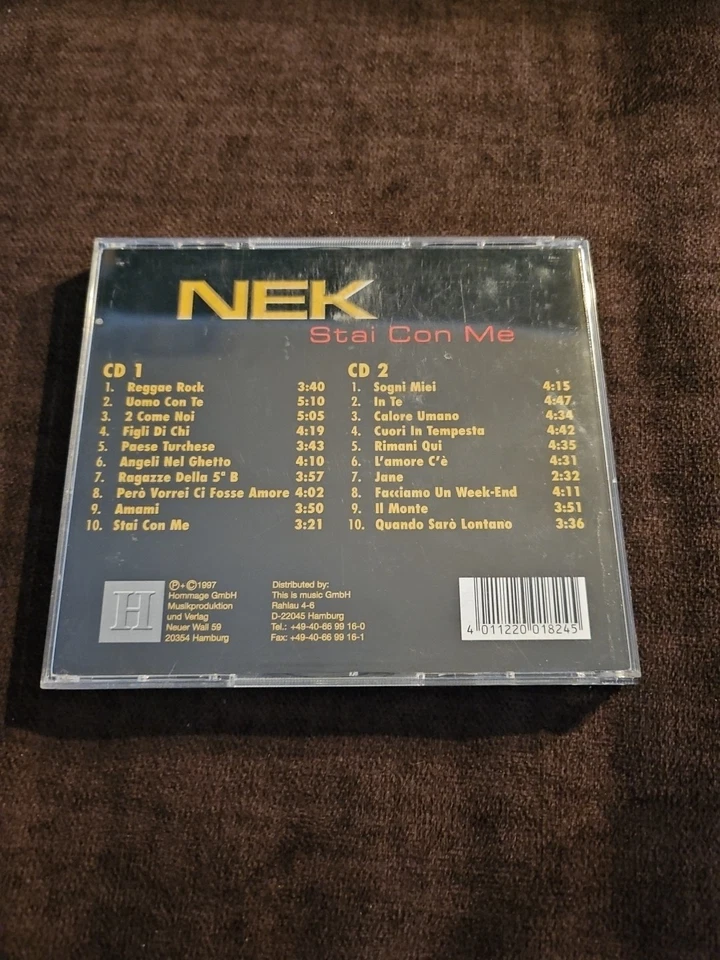 NEK
Stai Con Me
CD 1
1. Reggae Rock 3:40
2. Uomo Con Te 5:10
3. 2 Come Noi 5:05
4. Figli Di Chi 4:19
5. Paese Turchese 3:43
6. Angeli Nel Ghetto 4:10
7. Ragazze Della 5ª B 3:57
8. Però Vorrei Ci Fosse Amore 4:02
9. Amami 3:50
10. Stai Con Me 3:21
CD 2
1. Sogni Miei 4:15
2. In Te 4:47
3. Calore Umano 4:34
4. Cuori In Tempesta 4:42
5. Rimani Qui 4:35
6. L'amore C'è 4:31
7. Jane 2:32
8. Facciamo Un Week-End 4:11
9. Il Monte 3:51
10. Quando Sarò Lontano 3:36
H
℗+©1997
Hommage GmbH
Musikproduktion
und Verlag
Neuer Wall 59
20354 Hamburg
Distributed by:
This is music GmbH
Rahlau 4-6
D-22045 Hamburg
Tel.: +49-40-66 99 16-0
Fax: +49-40-66 99 16-1
4 011220 018245